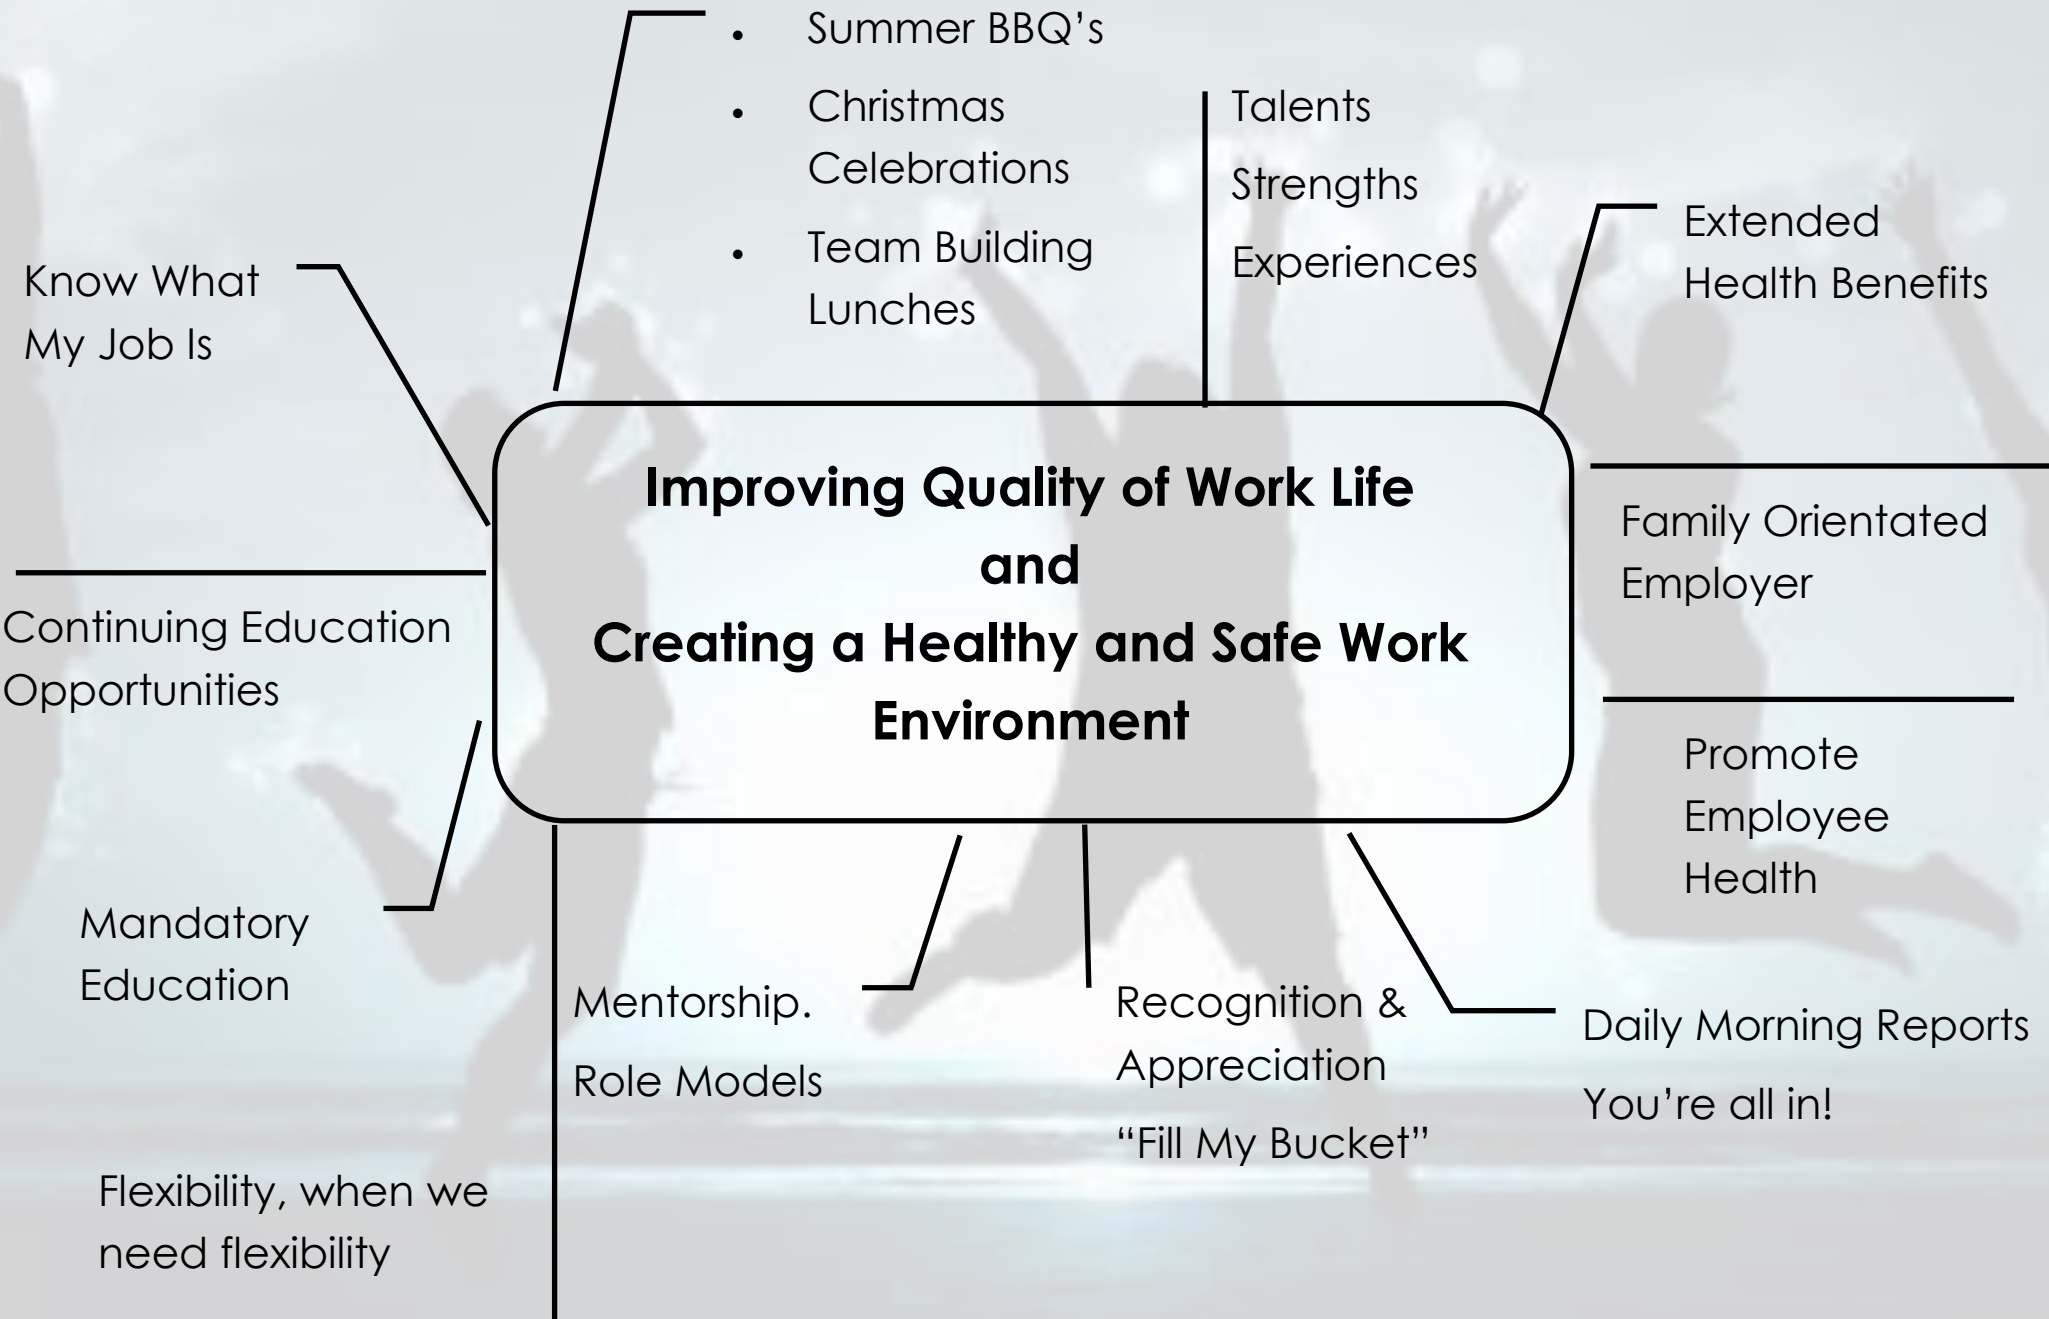 • Summer BBQ’s
• Christmas
Celebrations
• Team Building
Lunches
Talents
Strengths
Experiences
Extended
Health Benefits
Know What
My Job Is
Improving Quality of Work Life
and
Creating a Healthy and Safe Work
Environment
Family Orientated
Employer
Continuing Education
Opportunities
Promote
Employee
Health
Mandatory
Education
Mentorship.
Role Models
Recognition &
Appreciation
“Fill My Bucket”
Daily Morning Reports
You’re all in!
Flexibility, when we
need flexibility